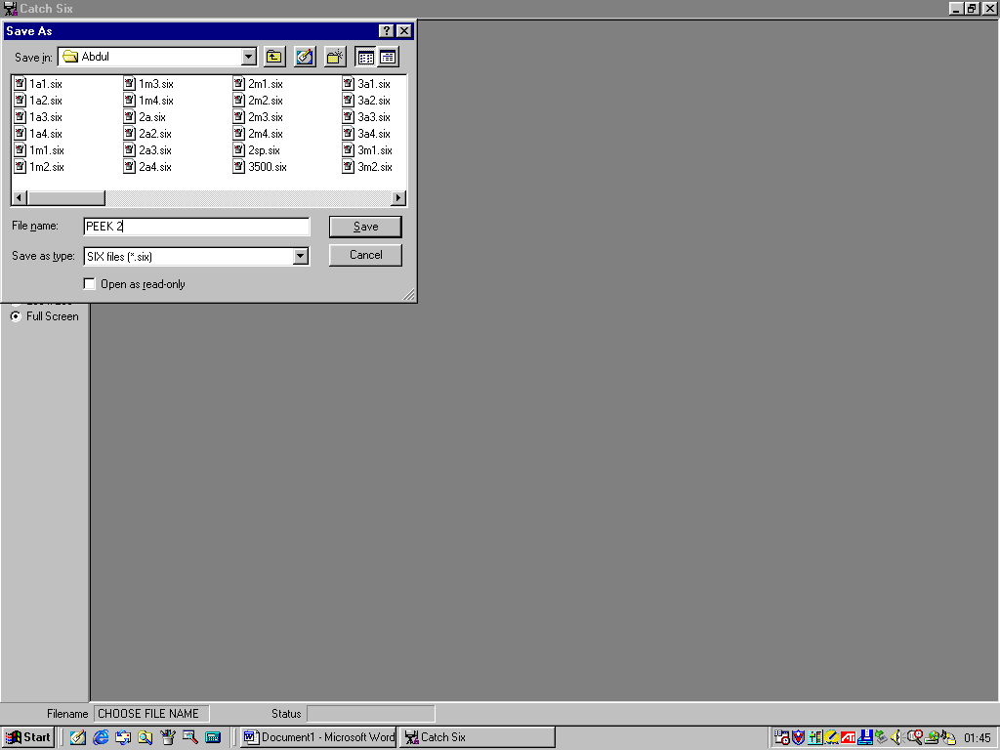 Catch Six
Save As
Save in: Abdul
1a1.six 1m3.six 2m1.six 3a1.six
1a2.six 1m4.six 2m2.six 3a2.six
1a3.six 2a.six 2m3.six 3a3.six
1a4.six 2a2.six 2m4.six 3a4.six
1m1.six 2a3.six 2sp.six 3m1.six
1m2.six 2a4.six 3500.six 3m2.six
File name: PEEK 2 Save
Save as type: SIX files (*.six) Cancel
Open as read-only
Full Screen
Filename CHOOSE FILE NAME Status
Start Document1 - Microsoft Word Catch Six 01:45